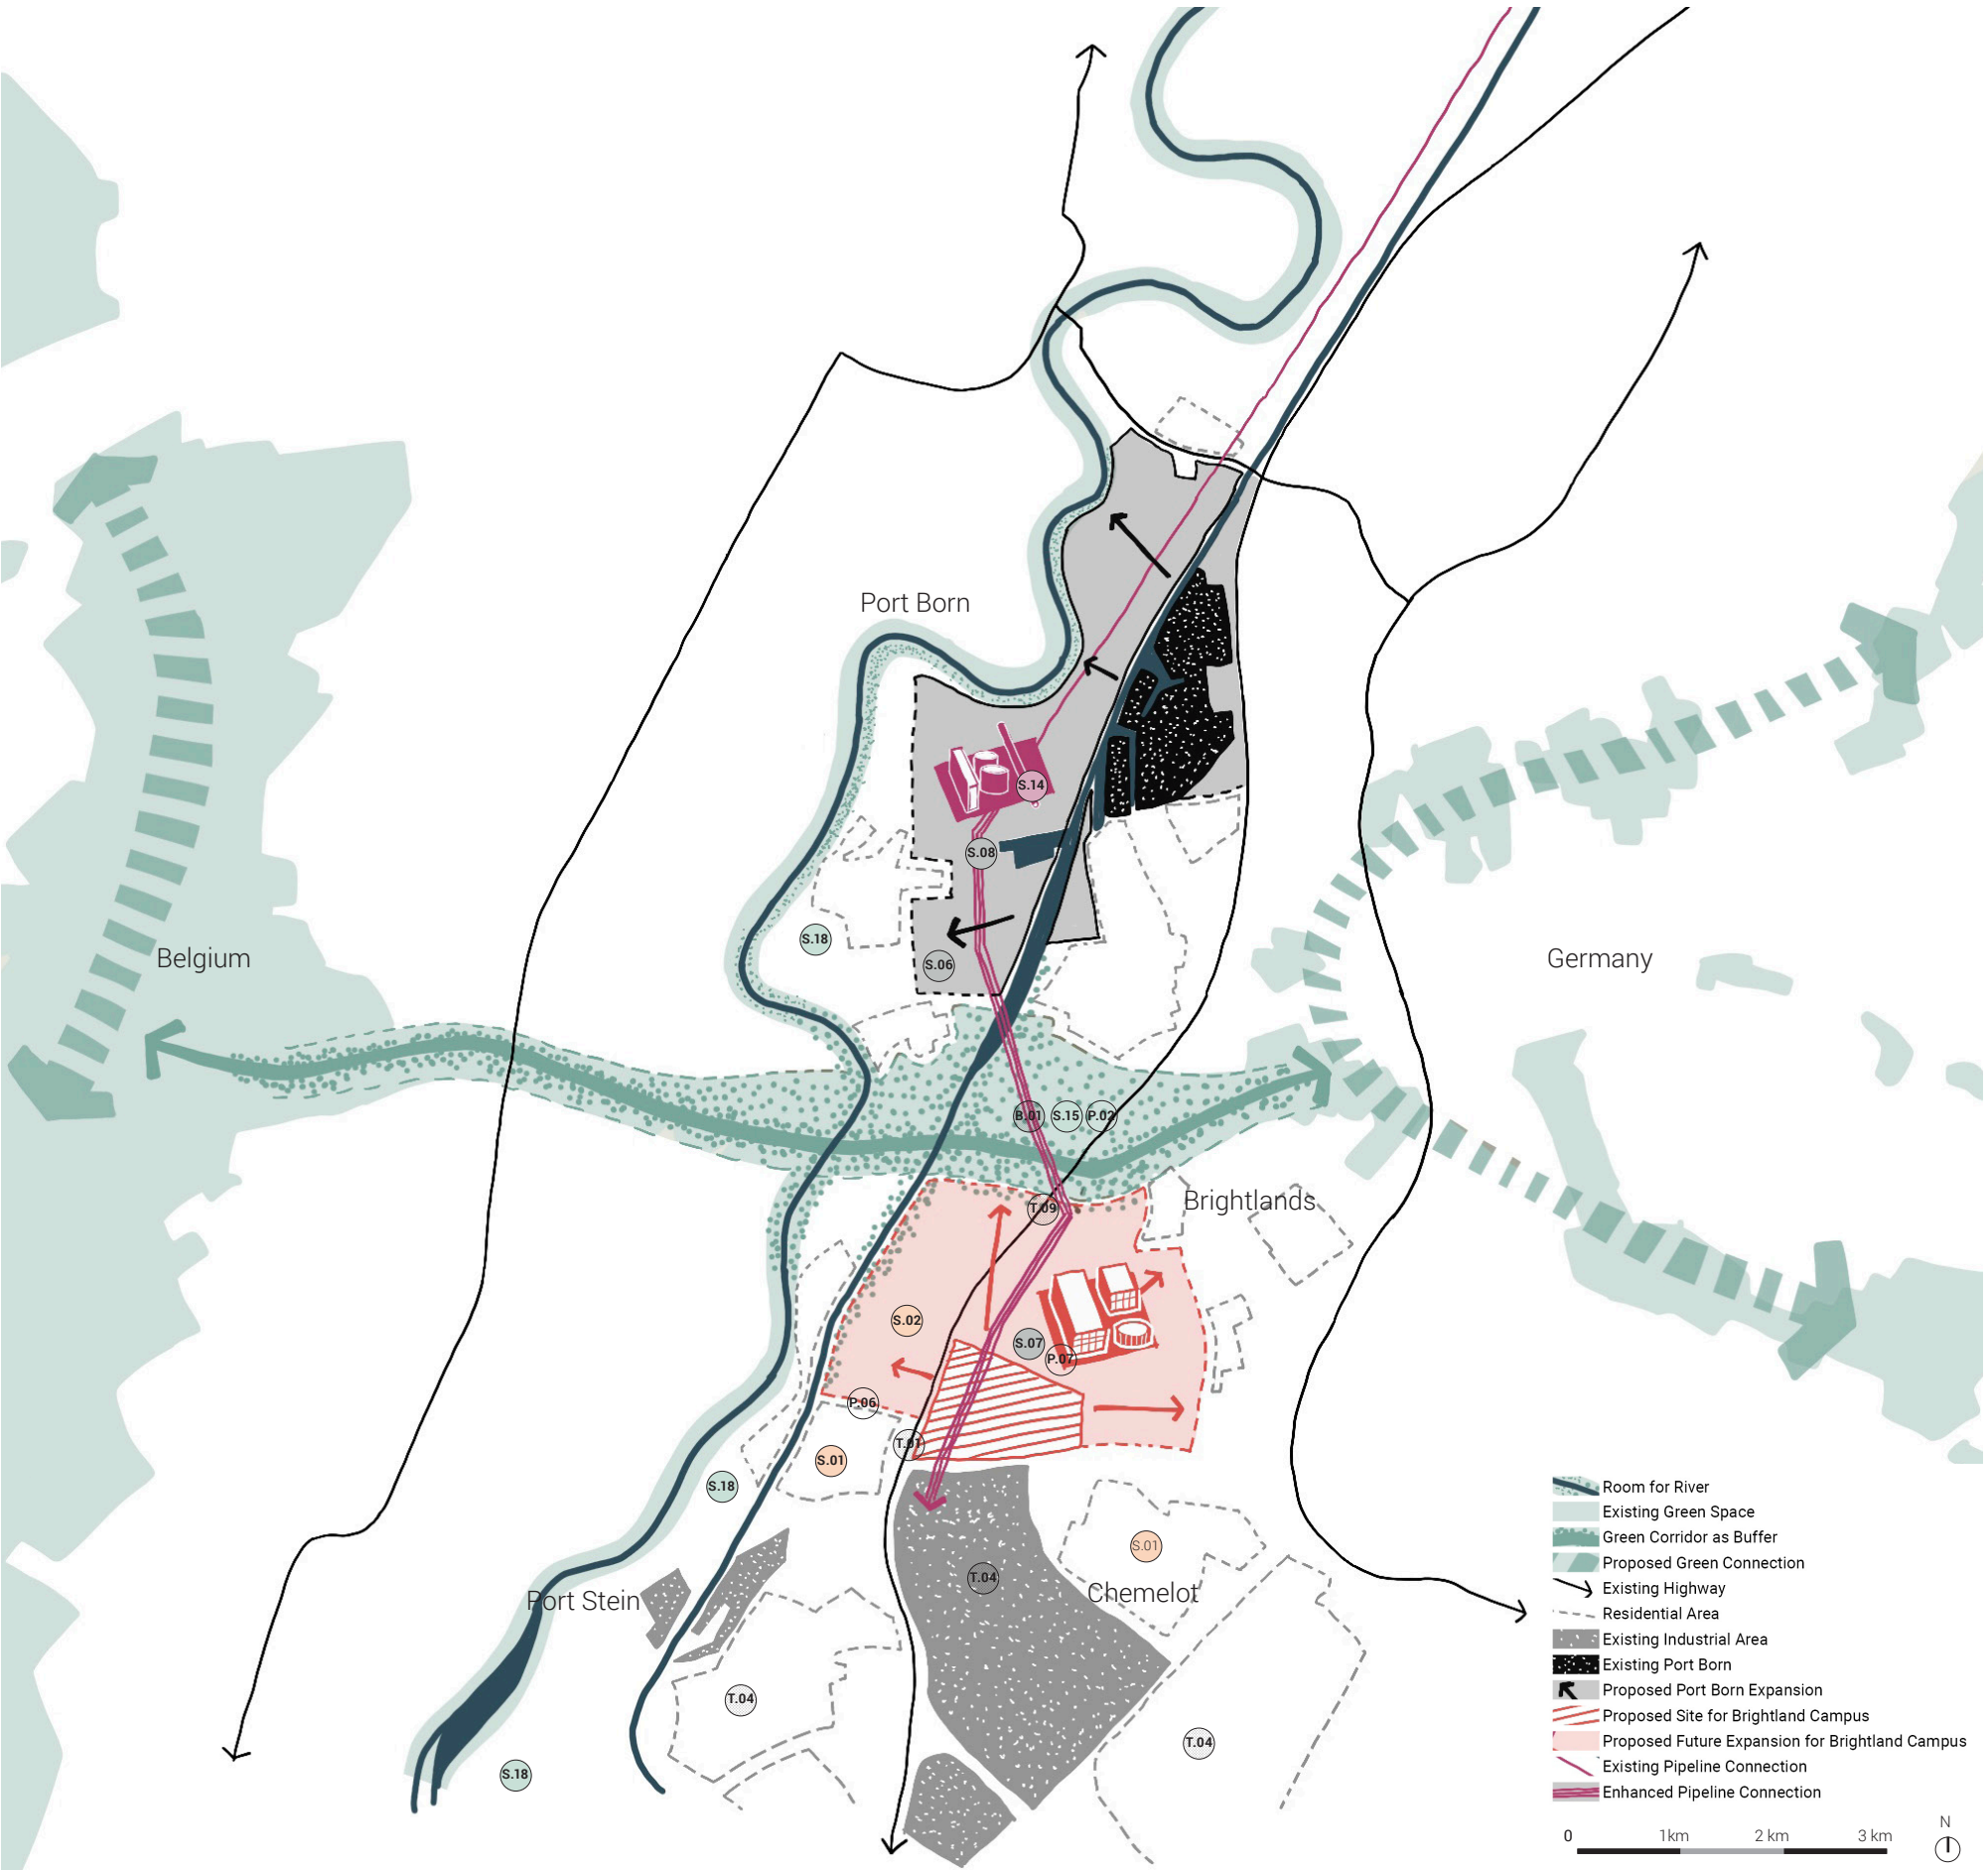 Port Born
S.14
S.08
S.18
S.06
Belgium
Germany
B.01
S.15
P.02
Brightlands
T.09
S.02
S.07
P.07
P.06
T.01
S.01
S.18
S.01
T.04
Port Stein
Chemelot
T.04
T.04
S.18
Room for River
Existing Green Space
Green Corridor as Buffer
Proposed Green Connection
Existing Highway
Residential Area
Existing Industrial Area
Existing Port Born
Proposed Port Born Expansion
Proposed Site for Brightland Campus
Proposed Future Expansion for Brightland Campus
Existing Pipeline Connection
Enhanced Pipeline Connection
N
0 1km 2 km 3 km